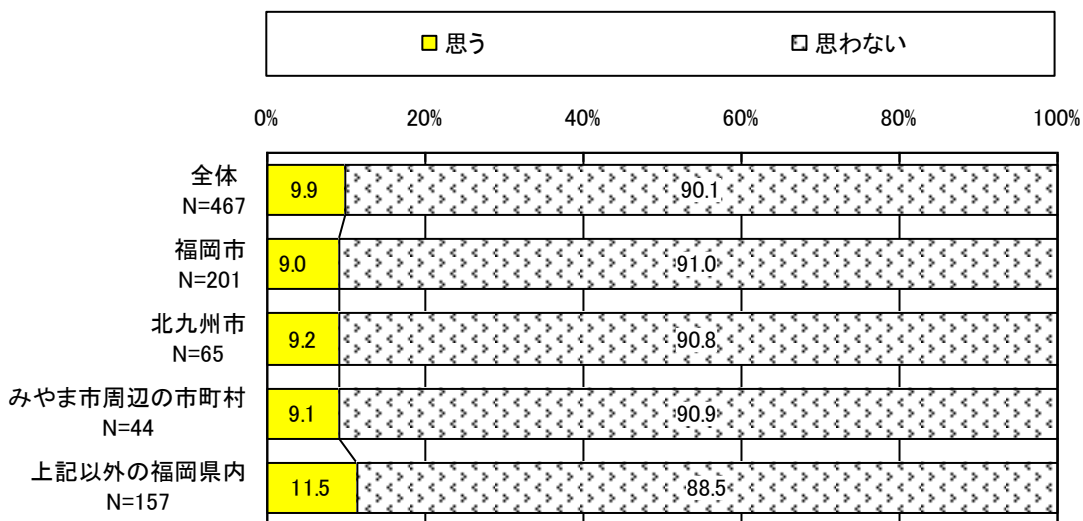 思う 思わない
0% 20% 40% 60% 80% 100%
全体
N=467
9.9 90.1
福岡市
N=201
9.0 91.0
北九州市
N=65
9.2 90.8
みやま市周辺の市町村
N=44
9.1 90.9
上記以外の福岡県内
N=157
11.5 88.5